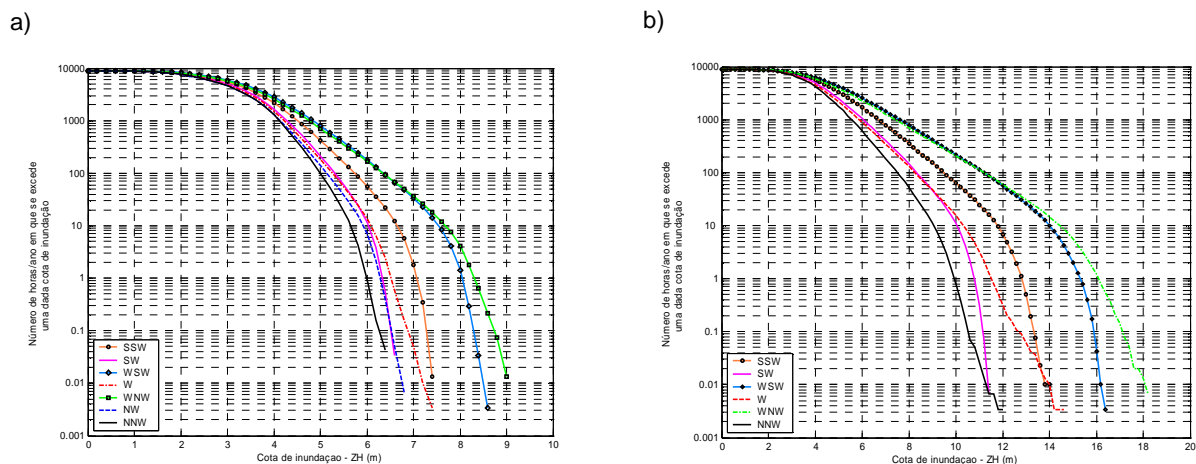 a)
10000
1000
100
10
1
0.1
0.01
0.001
0 1 2 3 4 5 6 7 8 9 10
Número de horas/ano em que se excede
uma dada cota de inundação
Cota de inundaçao - ZH (m)
SSW
SW
WSW
W
WNW
NW
NNW
b)
10000
1000
100
10
1
0.1
0.01
0.001
0 2 4 6 8 10 12 14 16 18 20
Número de horas/ano em que se excede
uma dada cota de inundação
Cota de inundaçao - ZH (m)
SSW
SW
WSW
W
WNW
NNW